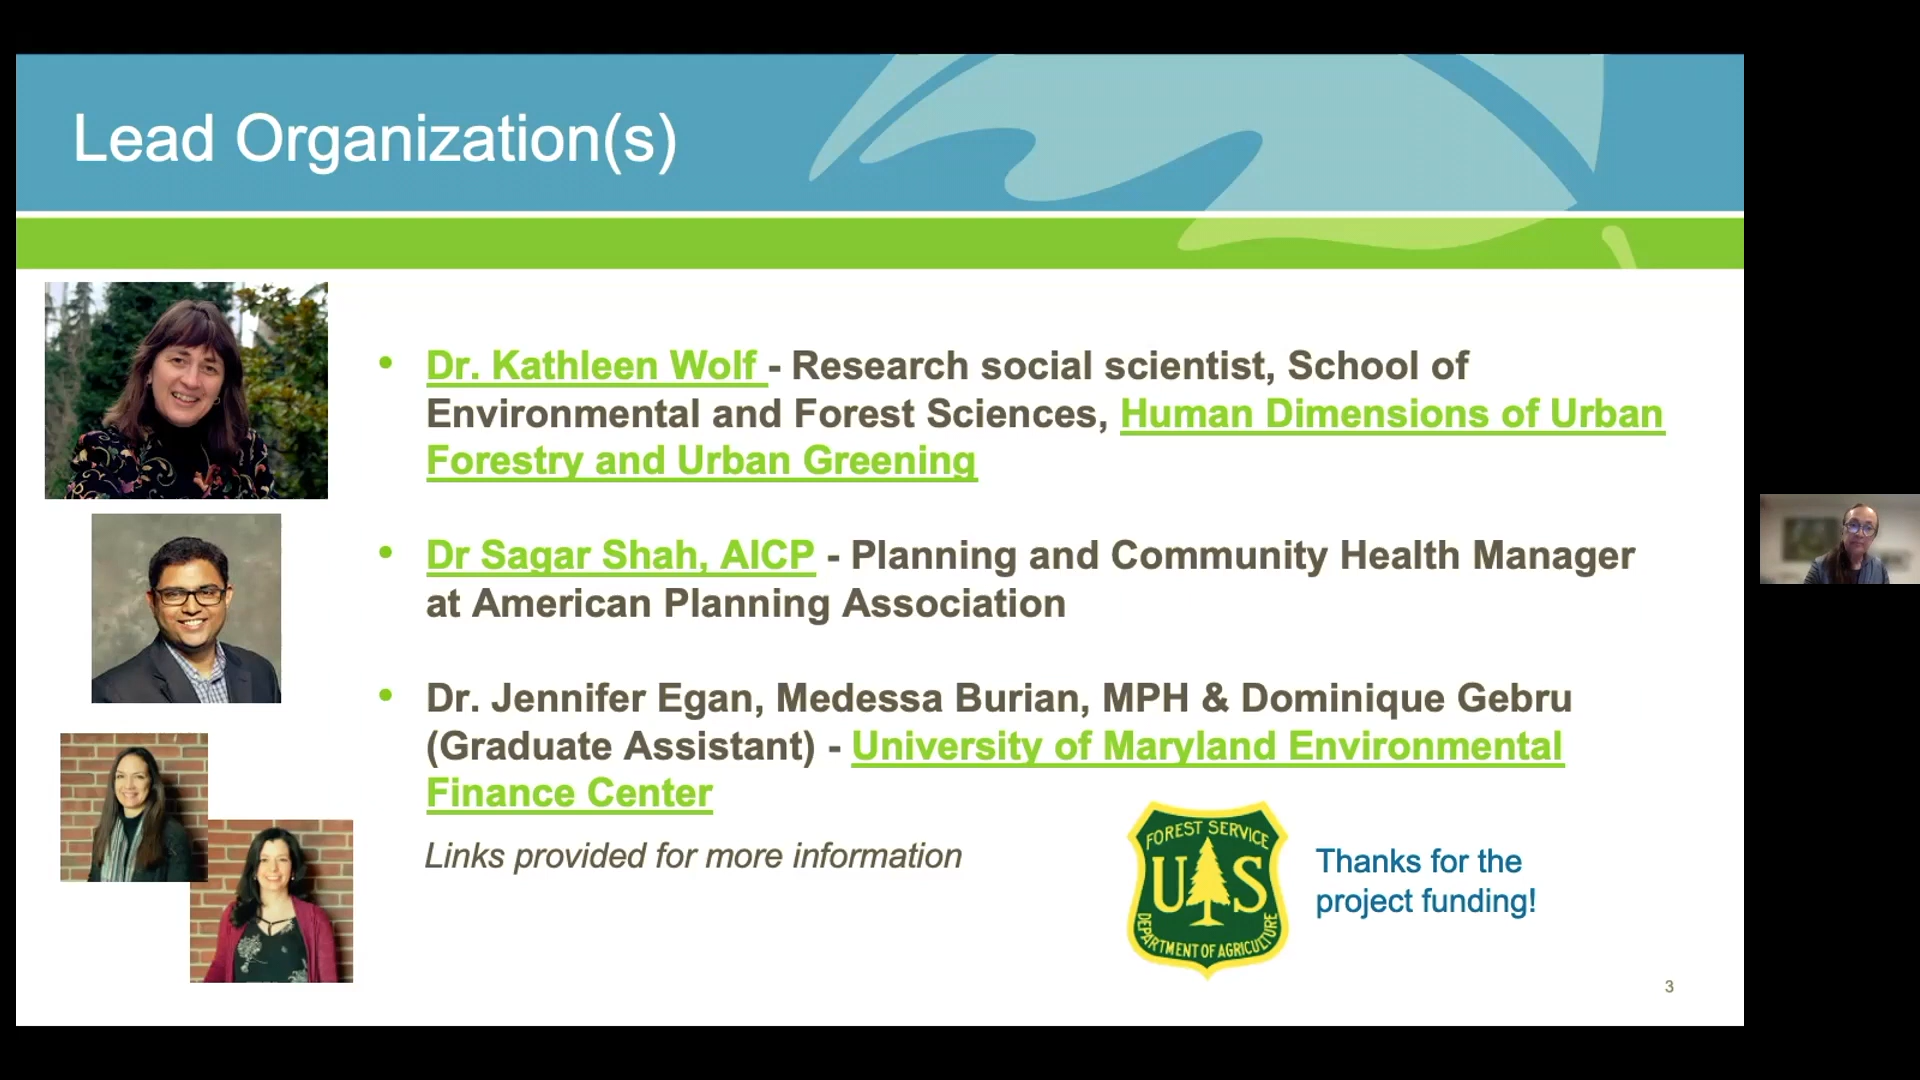 Lead Organization(s)
• Dr. Kathleen Wolf - Research social scientist, School of
Environmental and Forest Sciences, Human Dimensions of Urban
Forestry and Urban Greening
• Dr Sagar Shah, AICP - Planning and Community Health Manager
at American Planning Association
• Dr. Jennifer Egan, Medessa Burian, MPH & Dominique Gebru
(Graduate Assistant) - University of Maryland Environmental
Finance Center
Links provided for more information
FOREST SERVICE
U S
DEPARTMENT OF AGRICULTURE
Thanks for the
project funding!
3